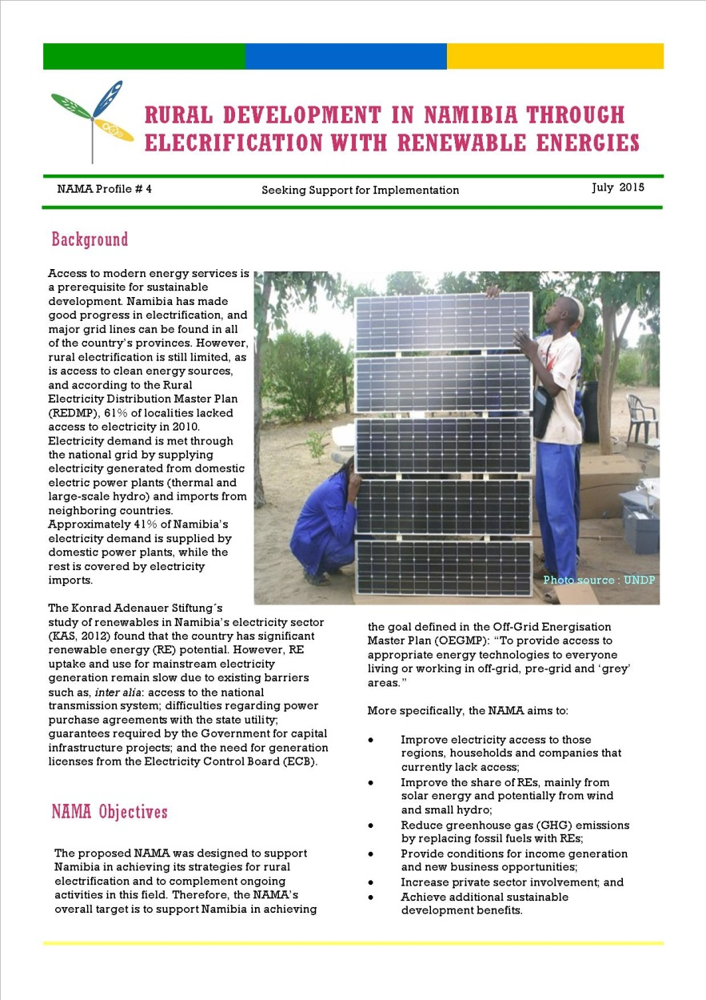 RURAL DEVELOPMENT IN NAMIBIA THROUGH
ELECRIFICATION WITH RENEWABLE ENERGIES
NAMA Profile # 4
Seeking Support for Implementation
July 2015
Background
Access to modern energy services is
a prerequisite for sustainable
development. Namibia has made
good progress in electrification, and
major grid lines can be found in all
of the country's provinces. However,
rural electrification is still limited, as
is access to clean energy sources,
and according to the Rural
Electricity Distribution Master Plan
(REDMP), 61% of localities lacked
access to electricity in 2010.
Electricity demand is met through
the national grid by supplying
electricity generated from domestic
electric power plants (thermal and
large-scale hydro) and imports from
neighboring countries.
Approximately 41% of Namibia's
electricity demand is supplied by
domestic power plants, while the
rest is covered by electricity
imports.
Photo source : UNDP
The Konrad Adenauer Stiftung´s
study of renewables in Namibia's electricity sector
(KAS, 2012) found that the country has significant
renewable energy (RE) potential. However, RE
uptake and use for mainstream electricity
generation remain slow due to existing barriers
such as, inter alia: access to the national
transmission system; difficulties regarding power
purchase agreements with the state utility;
guarantees required by the Government for capital
infrastructure projects; and the need for generation
licenses from the Electricity Control Board (ECB).
NAMA Objectives
The proposed NAMA was designed to support
Namibia in achieving its strategies for rural
electrification and to complement ongoing
activities in this field. Therefore, the NAMA's
overall target is to support Namibia in achieving
the goal defined in the Off-Grid Energisation
Master Plan (OEGMP): "To provide access to
appropriate energy technologies to everyone
living or working in off-grid, pre-grid and 'grey'
areas."
More specifically, the NAMA aims to:
• Improve electricity access to those
regions, households and companies that
currently lack access;
• Improve the share of REs, mainly from
solar energy and potentially from wind
and small hydro;
• Reduce greenhouse gas (GHG) emissions
by replacing fossil fuels with REs;
• Provide conditions for income generation
and new business opportunities;
• Increase private sector involvement; and
• Achieve additional sustainable
development benefits.